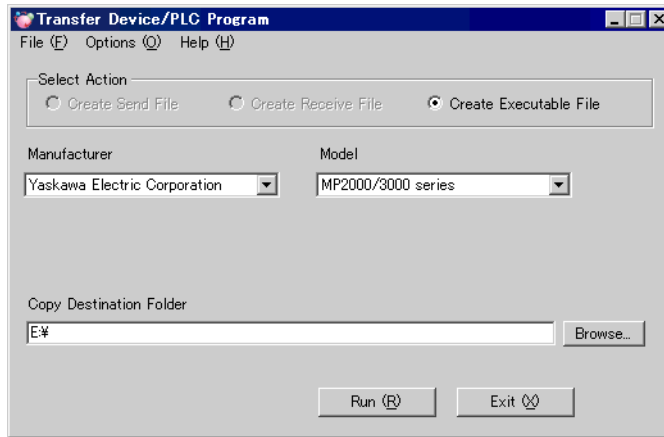 Transfer Device/PLC Program
File (F) Options (O) Help (H)
Select Action
Create Send File Create Receive File Create Executable File
Manufacturer Model
Yaskawa Electric Corporation MP2000/3000 series
Copy Destination Folder
E:¥ Browse...
Run (R) Exit (X)